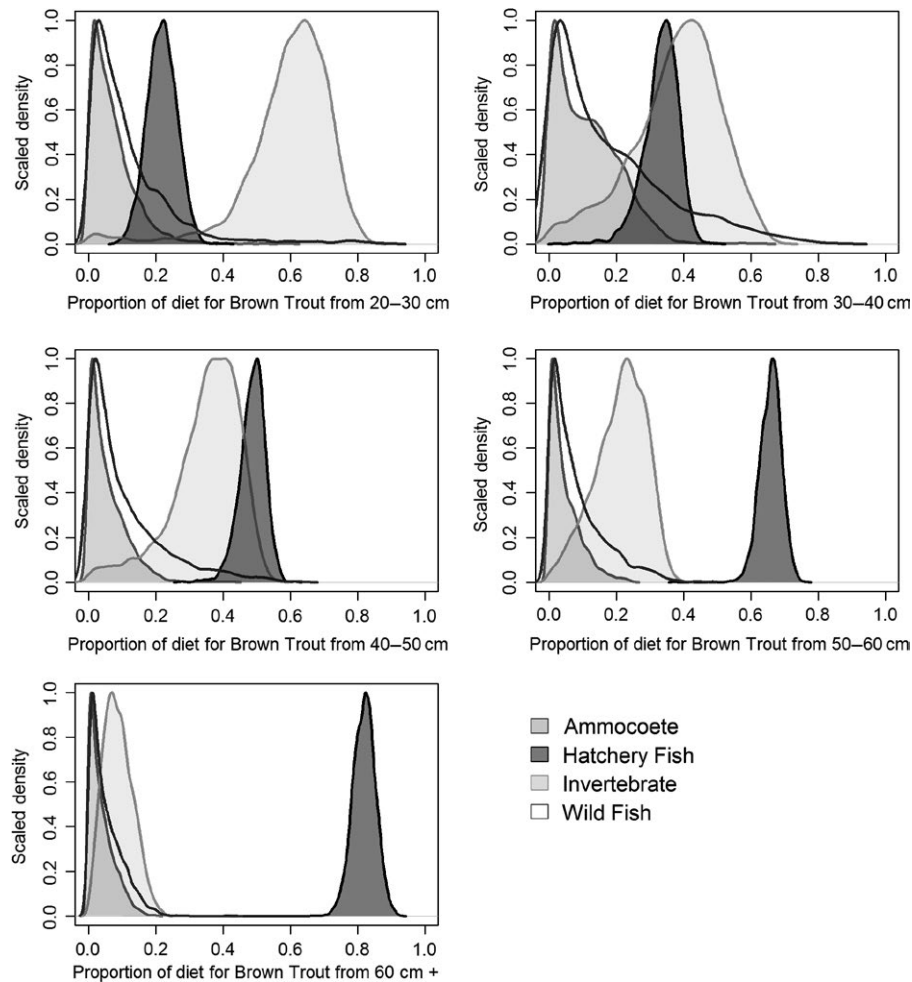 Scaled density
0.0 0.2 0.4 0.6 0.8 1.0
0.0 0.2 0.4 0.6 0.8 1.0
Proportion of diet for Brown Trout from 20–30 cm
Scaled density
0.0 0.2 0.4 0.6 0.8 1.0
0.0 0.2 0.4 0.6 0.8 1.0
Proportion of diet for Brown Trout from 30–40 cm
Scaled density
0.0 0.2 0.4 0.6 0.8 1.0
0.0 0.2 0.4 0.6 0.8 1.0
Proportion of diet for Brown Trout from 40–50 cm
Scaled density
0.0 0.2 0.4 0.6 0.8 1.0
0.0 0.2 0.4 0.6 0.8 1.0
Proportion of diet for Brown Trout from 50–60 cm
Scaled density
0.0 0.2 0.4 0.6 0.8 1.0
0.0 0.2 0.4 0.6 0.8 1.0
Proportion of diet for Brown Trout from 60 cm +
Ammocoete
Hatchery Fish
Invertebrate
Wild Fish